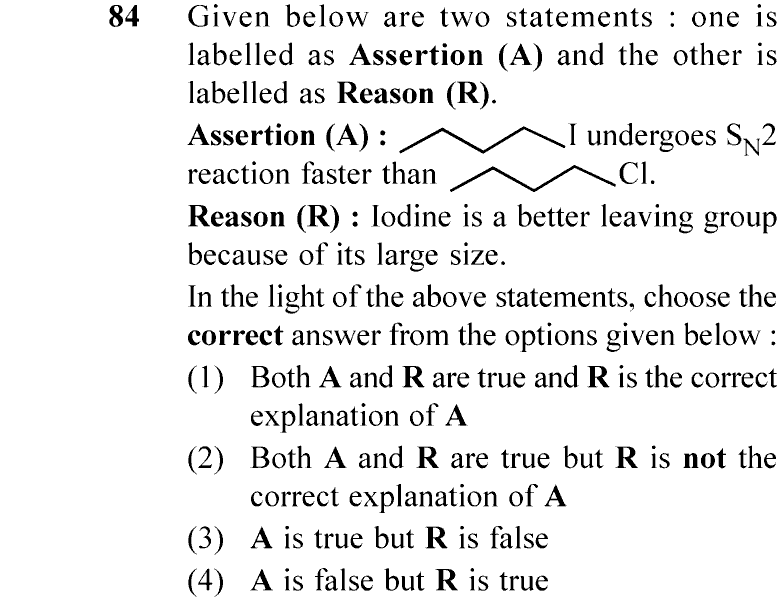 84 Given below are two statements : one is
labelled as Assertion (A) and the other is
labelled as Reason (R).
Assertion (A) : I undergoes SN2
reaction faster than Cl.
Reason (R) : Iodine is a better leaving group
because of its large size.
In the light of the above statements, choose the
correct answer from the options given below :
(1) Both A and R are true and R is the correct
explanation of A
(2) Both A and R are true but R is not the
correct explanation of A
(3) A is true but R is false
(4) A is false but R is true